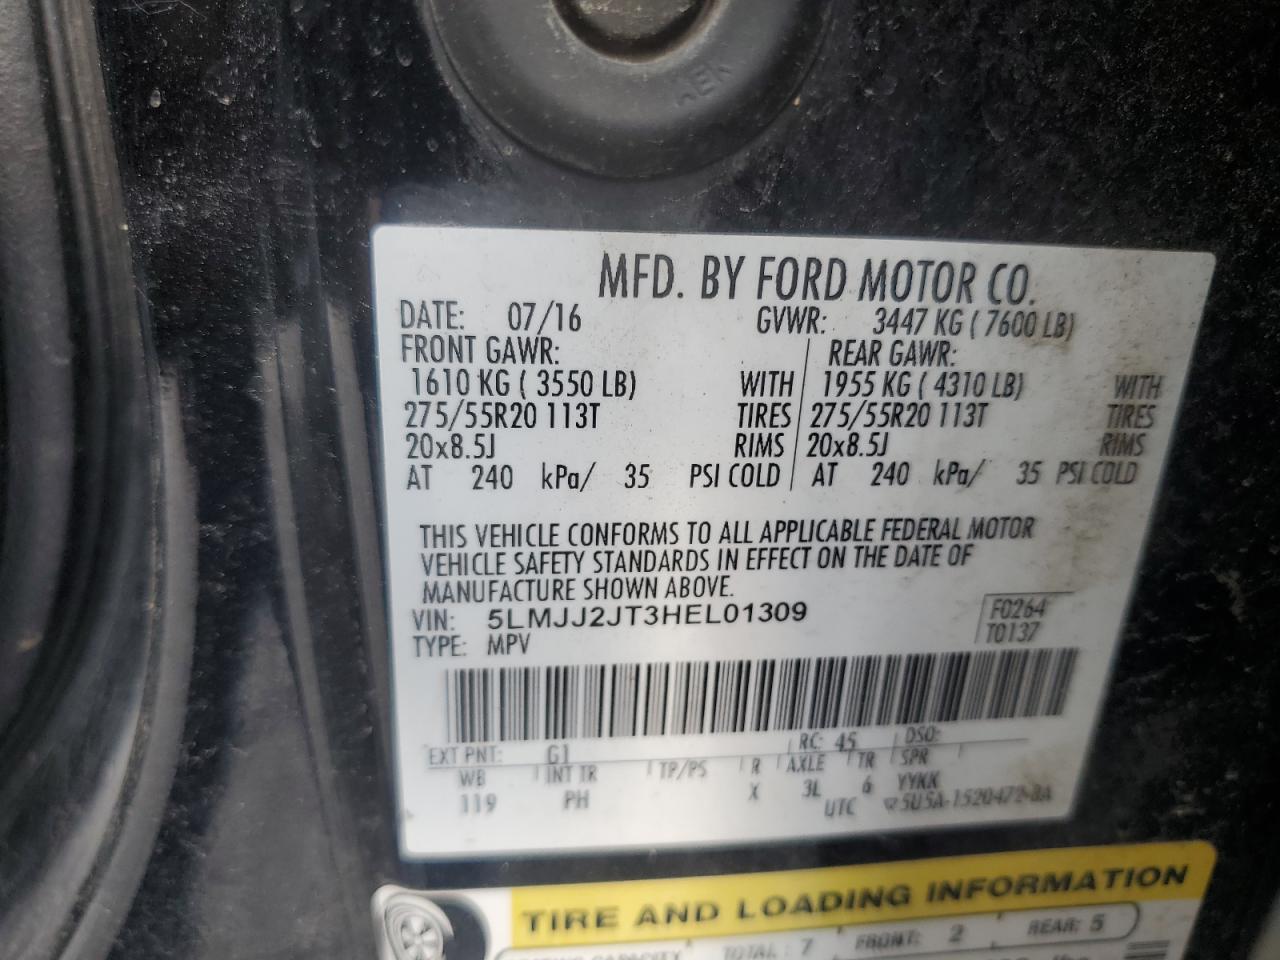 MFD. BY FORD MOTOR CO.
DATE: 07/16 GVWR: 3447 KG ( 7600 LB)
FRONT GAWR: REAR GAWR:
1610 KG ( 3550 LB) WITH 1955 KG ( 4310 LB) WITH
275/55R20 113T TIRES 275/55R20 113T TIRES
20x8.5J RIMS 20x8.5J RIMS
AT 240 kPa/ 35 PSI COLD AT 240 kPa/ 35 PSI COLD
THIS VEHICLE CONFORMS TO ALL APPLICABLE FEDERAL MOTOR
VEHICLE SAFETY STANDARDS IN EFFECT ON THE DATE OF
MANUFACTURE SHOWN ABOVE.
VIN: 5LMJJ2JT3HEL01309 F0264
TYPE: MPV T0137
EXT PNT: G1 RC: 45 DSO:
WB INT TR TP/PS R AXLE TR SPR
119 PH X 3L 6 YYKK
UTC 5U5A-1520472-BA
TIRE AND LOADING INFORMATION
SEATING CAPACITY TOTAL: 7 FRONT: 2 REAR: 5